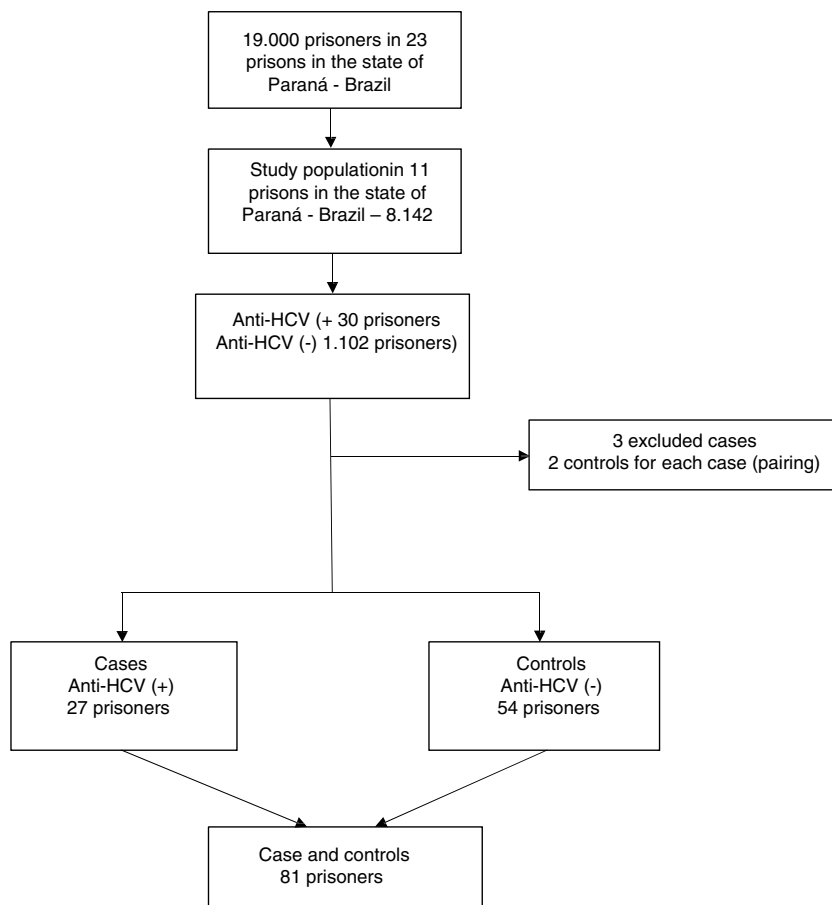 19.000 prisoners in 23
prisons in the state of
Paraná - Brazil
Study populationin 11
prisons in the state of
Paraná - Brazil – 8.142
Anti-HCV (+ 30 prisoners
Anti-HCV (-) 1.102 prisoners)
3 excluded cases
2 controls for each case (pairing)
Cases
Anti-HCV (+)
27 prisoners
Controls
Anti-HCV (-)
54 prisoners
Case and controls
81 prisoners